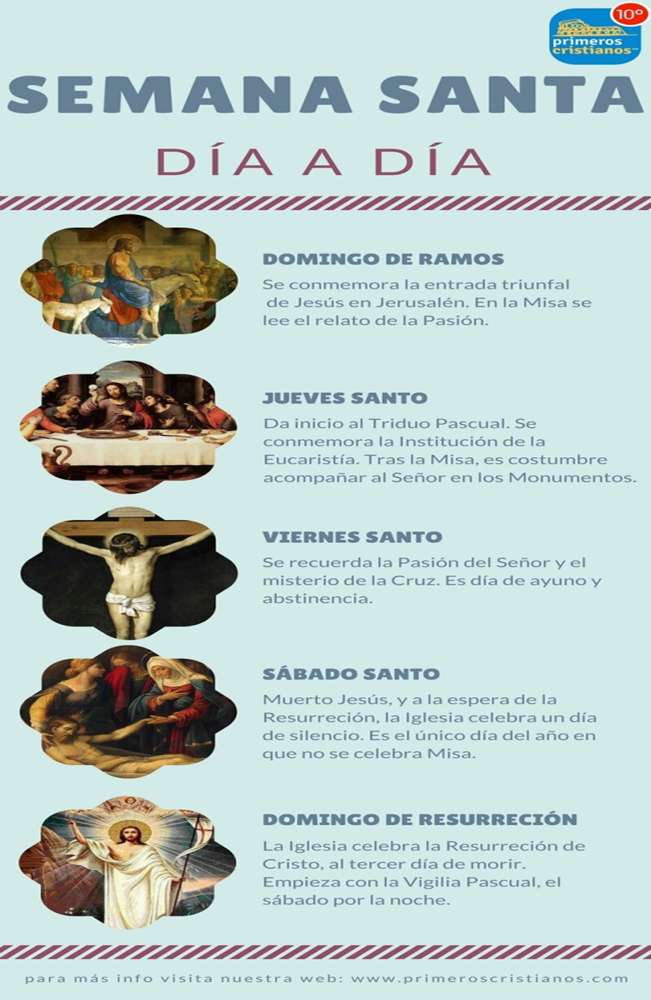 10º
primeros
cristianos
SEMANA SANTA
DÍA A DÍA
DOMINGO DE RAMOS
Se conmemora la entrada triunfal
de Jesús en Jerusalén. En la Misa se
lee el relato de la Pasión.
JUEVES SANTO
Da inicio al Triduo Pascual. Se
conmemora la Institución de la
Eucaristía. Tras la Misa, es costumbre
acompañar al Señor en los Monumentos.
VIERNES SANTO
Se recuerda la Pasión del Señor y el
misterio de la Cruz. Es día de ayuno y
abstinencia.
SÁBADO SANTO
Muerto Jesús, y a la espera de la
Resurreción, la Iglesia celebra un día
de silencio. Es el único día del año en
que no se celebra Misa.
DOMINGO DE RESURRECIÓN
La Iglesia celebra la Resurreción de
Cristo, al tercer día de morir.
Empieza con la Vigilia Pascual, el
sábado por la noche.
para más info visita nuestra web: www.primeroscristianos.com